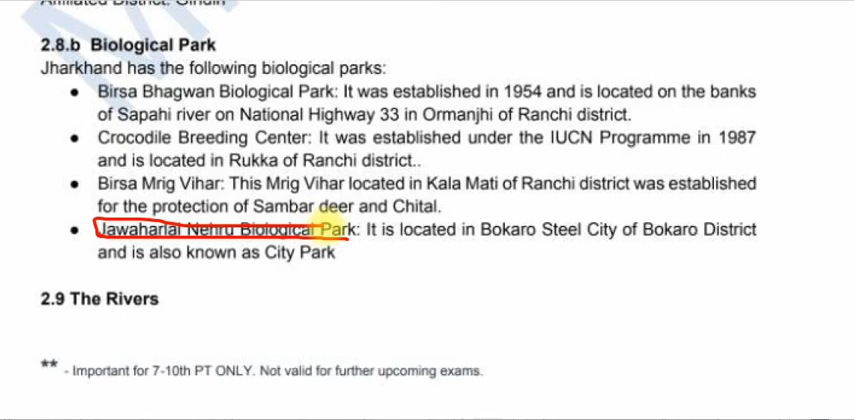 2.8.b Biological Park
Jharkhand has the following biological parks:
• Birsa Bhagwan Biological Park: It was established in 1954 and is located on the banks
of Sapahi river on National Highway 33 in Ormanjhi of Ranchi district.
• Crocodile Breeding Center: It was established under the IUCN Programme in 1987
and is located in Rukka of Ranchi district..
• Birsa Mrig Vihar: This Mrig Vihar located in Kala Mati of Ranchi district was established
for the protection of Sambar deer and Chital.
• Jawaharlal Nehru Biological Park: It is located in Bokaro Steel City of Bokaro District
and is also known as City Park
2.9 The Rivers
** - Important for 7-10th PT ONLY. Not valid for further upcoming exams.